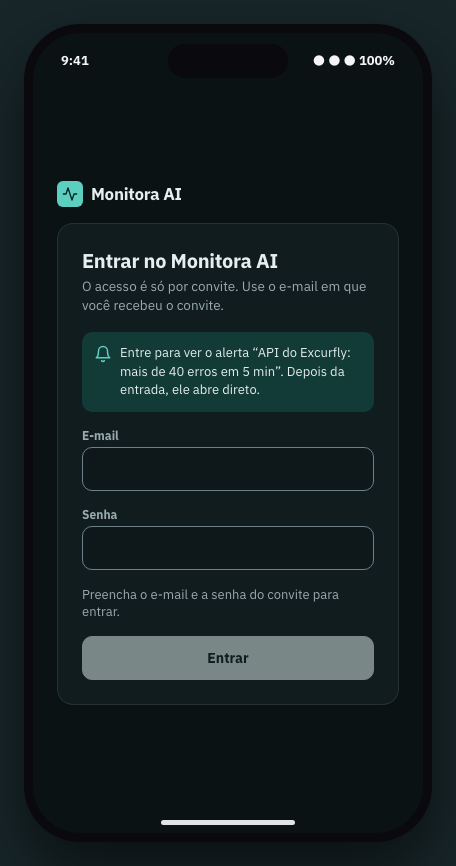 9:41
100%
Monitora AI
Entrar no Monitora AI
O acesso é só por convite. Use o e-mail em que
você recebeu o convite.
Entre para ver o alerta “API do Excurfly:
mais de 40 erros em 5 min”. Depois da
entrada, ele abre direto.
E-mail
Senha
Preencha o e-mail e a senha do convite para
entrar.
Entrar